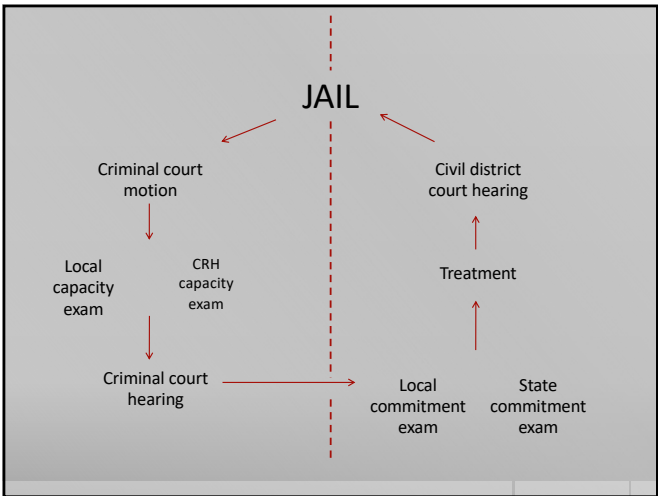 JAIL
Criminal court
motion
Local
capacity
exam
CRH
capacity
exam
Criminal court
hearing
Civil district
court hearing
Treatment
Local
commitment
exam
State
commitment
exam